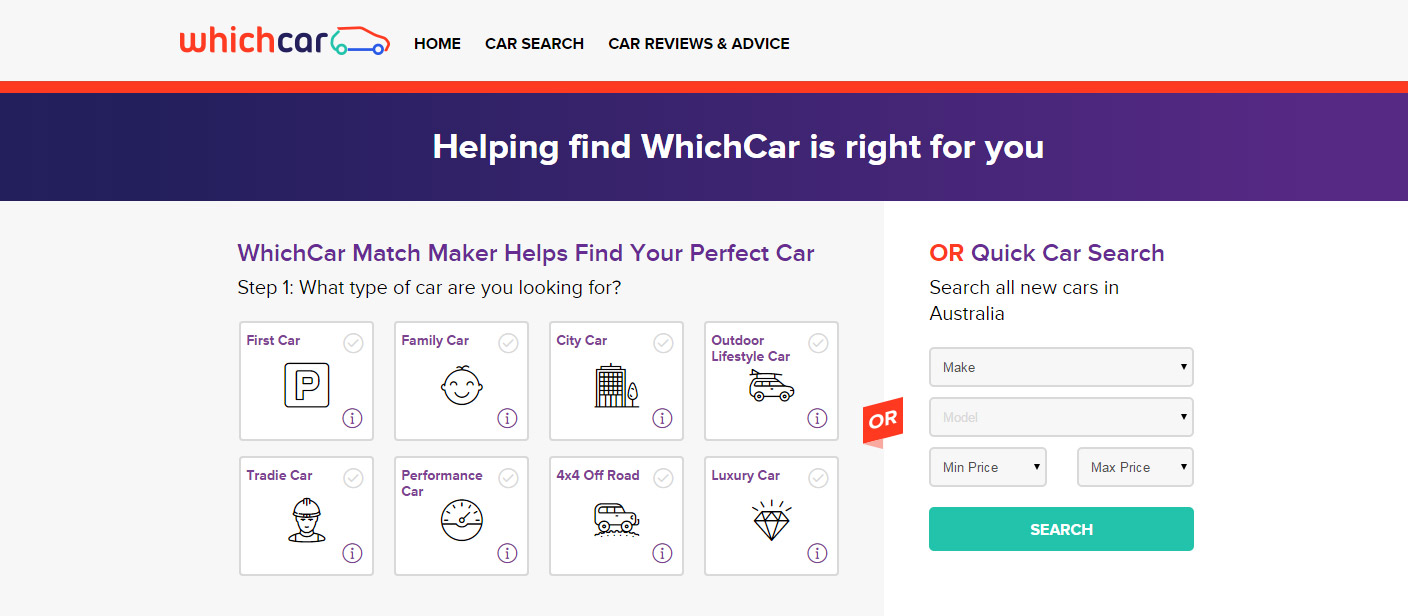 whichcar
HOME
CAR SEARCH
CAR REVIEWS & ADVICE
Helping find WhichCar is right for you
WhichCar Match Maker Helps Find Your Perfect Car
Step 1: What type of car are you looking for?
First Car
P
i
Family Car
i
City Car
i
Outdoor
Lifestyle Car
i
Tradie Car
i
Performance
Car
i
4x4 Off Road
i
Luxury Car
i
OR
OR Quick Car Search
Search all new cars in
Australia
Make
Model
Min Price
Max Price
SEARCH